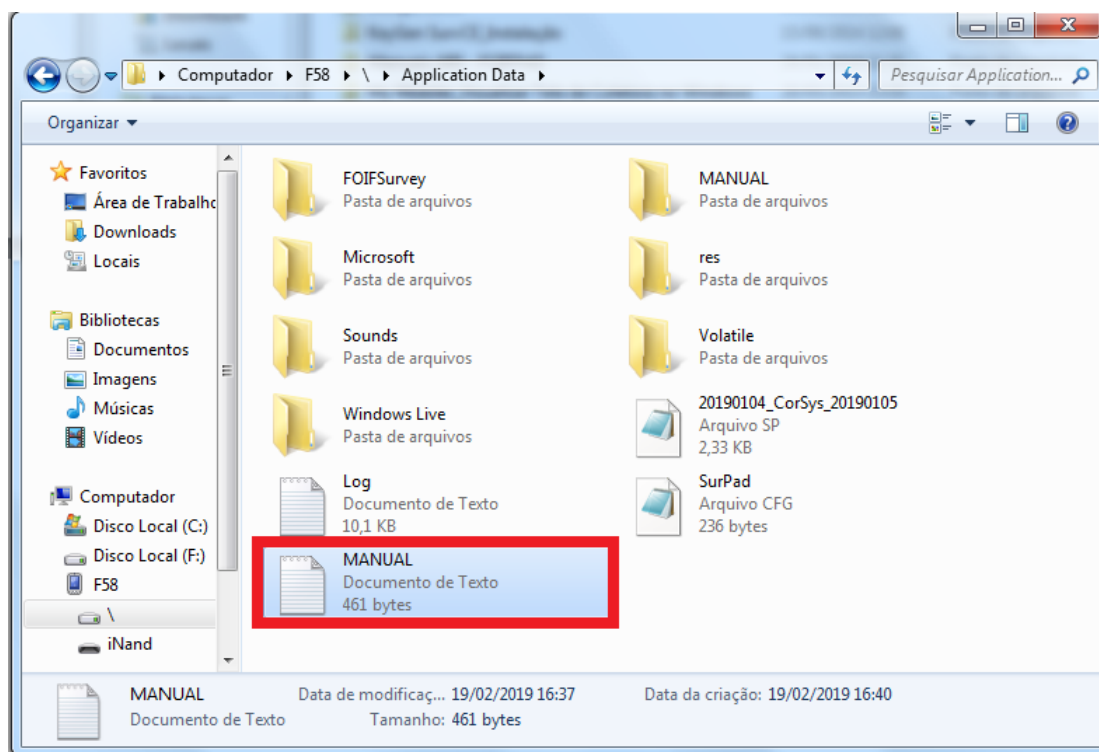 Computador F58 \ Application Data
Pesquisar Application...
Organizar
Favoritos
Área de Trabalho
Downloads
Locais
Bibliotecas
Documentos
Imagens
Músicas
Vídeos
Computador
Disco Local (C:)
Disco Local (F:)
F58
\
iNand
FOIFSurvey
Pasta de arquivos
MANUAL
Pasta de arquivos
Microsoft
Pasta de arquivos
res
Pasta de arquivos
Sounds
Pasta de arquivos
Volatile
Pasta de arquivos
Windows Live
Pasta de arquivos
20190104_CorSys_20190105
Arquivo SP
2,33 KB
Log
Documento de Texto
10,1 KB
SurPad
Arquivo CFG
236 bytes
MANUAL
Documento de Texto
461 bytes
MANUAL Data de modificaç... 19/02/2019 16:37 Data da criação: 19/02/2019 16:40
Documento de Texto Tamanho: 461 bytes